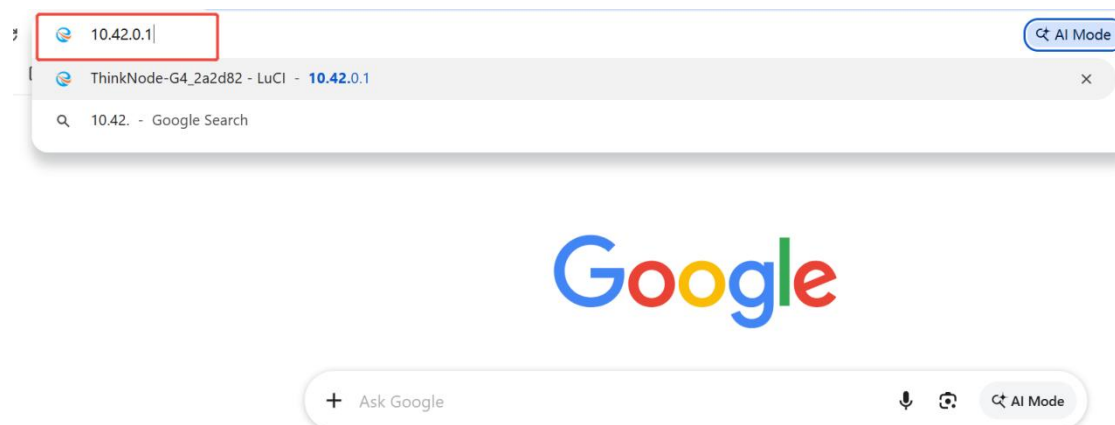 10.42.0.1
AI Mode
ThinkNode-G4_2a2d82 - LuCI - 10.42.0.1
10.42. - Google Search
Google
Ask Google
AI Mode